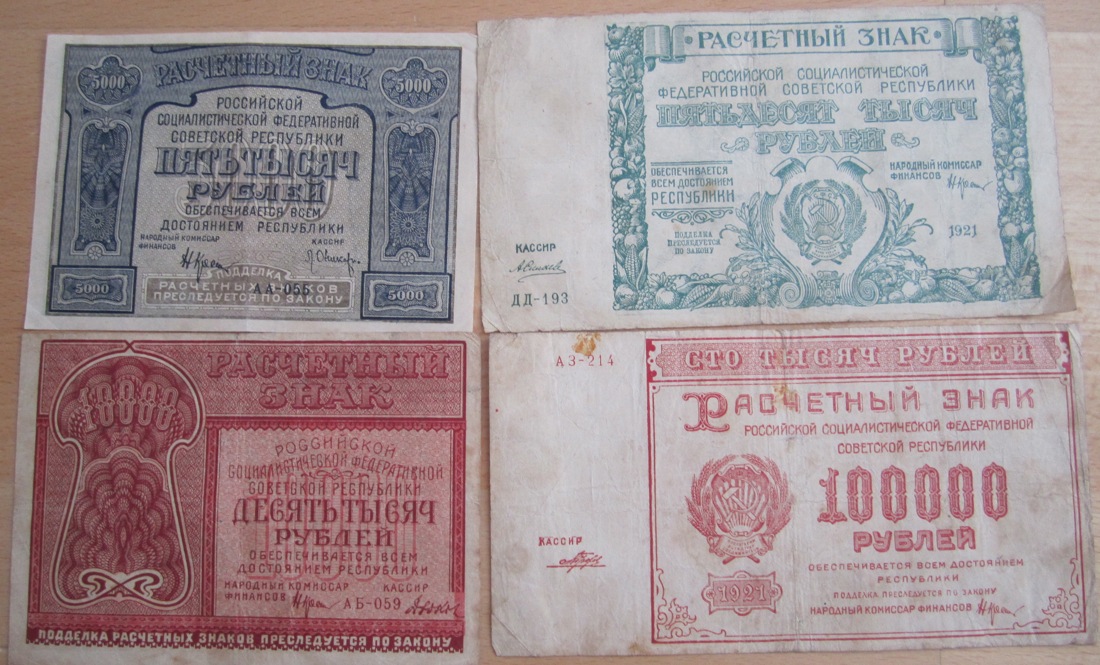 5000
РАСЧЕТНЫЙ ЗНАК
5000
РОССИЙСКОЙ
СОЦИАЛИСТИЧЕСКОЙ ФЕДЕРАТИВНОЙ
СОВЕТСКОЙ РЕСПУБЛИКИ
ПЯТЬ ТЫСЯЧ
РУБЛЕЙ
ОБЕСПЕЧИВАЕТСЯ ВСЕМ
ДОСТОЯНИЕМ РЕСПУБЛИКИ
НАРОДНЫЙ КОМИССАР
ФИНАНСОВ
КАССИР
5000
ПОДДЕЛКА
АА-055
РАСЧЕТНЫХ ЗНАКОВ
ПРЕСЛЕДУЕТСЯ ПО ЗАКОНУ
5000
РАСЧЕТНЫЙ ЗНАК
РОССИЙСКОЙ СОЦИАЛИСТИЧЕСКОЙ
ФЕДЕРАТИВНОЙ СОВЕТСКОЙ РЕСПУБЛИКИ
ПЯТЬДЕСЯТ ТЫСЯЧ
РУБЛЕЙ
ОБЕСПЕЧИВАЕТСЯ
ВСЕМ ДОСТОЯНИЕМ
РЕСПУБЛИКИ
НАРОДНЫЙ КОМИССАР
ФИНАНСОВ
ПОДДЕЛКА
ПРЕСЛЕДУЕТСЯ
ПО ЗАКОНУ
1921
КАССИР
ДД-193
10000
РАСЧЕТНЫЙ
ЗНАК
РОССИЙСКОЙ
СОЦИАЛИСТИЧЕСКОЙ ФЕДЕРАТИВНОЙ
СОВЕТСКОЙ РЕСПУБЛИКИ
ДЕСЯТЬ ТЫСЯЧ
РУБЛЕЙ
ОБЕСПЕЧИВАЕТСЯ ВСЕМ
ДОСТОЯНИЕМ РЕСПУБЛИКИ
НАРОДНЫЙ КОМИССАР
ФИНАНСОВ
КАССИР
АБ-059
ПОДДЕЛКА РАСЧЕТНЫХ ЗНАКОВ ПРЕСЛЕДУЕТСЯ ПО ЗАКОНУ
АЗ-214
СТО ТЫСЯЧ РУБЛЕЙ
РАСЧЕТНЫЙ ЗНАК
РОССИЙСКОЙ СОЦИАЛИСТИЧЕСКОЙ ФЕДЕРАТИВНОЙ
СОВЕТСКОЙ РЕСПУБЛИКИ
100000
РУБЛЕЙ
КАССИР
ОБЕСПЕЧИВАЕТСЯ ВСЕМ ДОСТОЯНИЕМ
РЕСПУБЛИКИ
1921
ПОДДЕЛКА ПРЕСЛЕДУЕТСЯ ПО ЗАКОНУ
НАРОДНЫЙ КОМИССАР ФИНАНСОВ